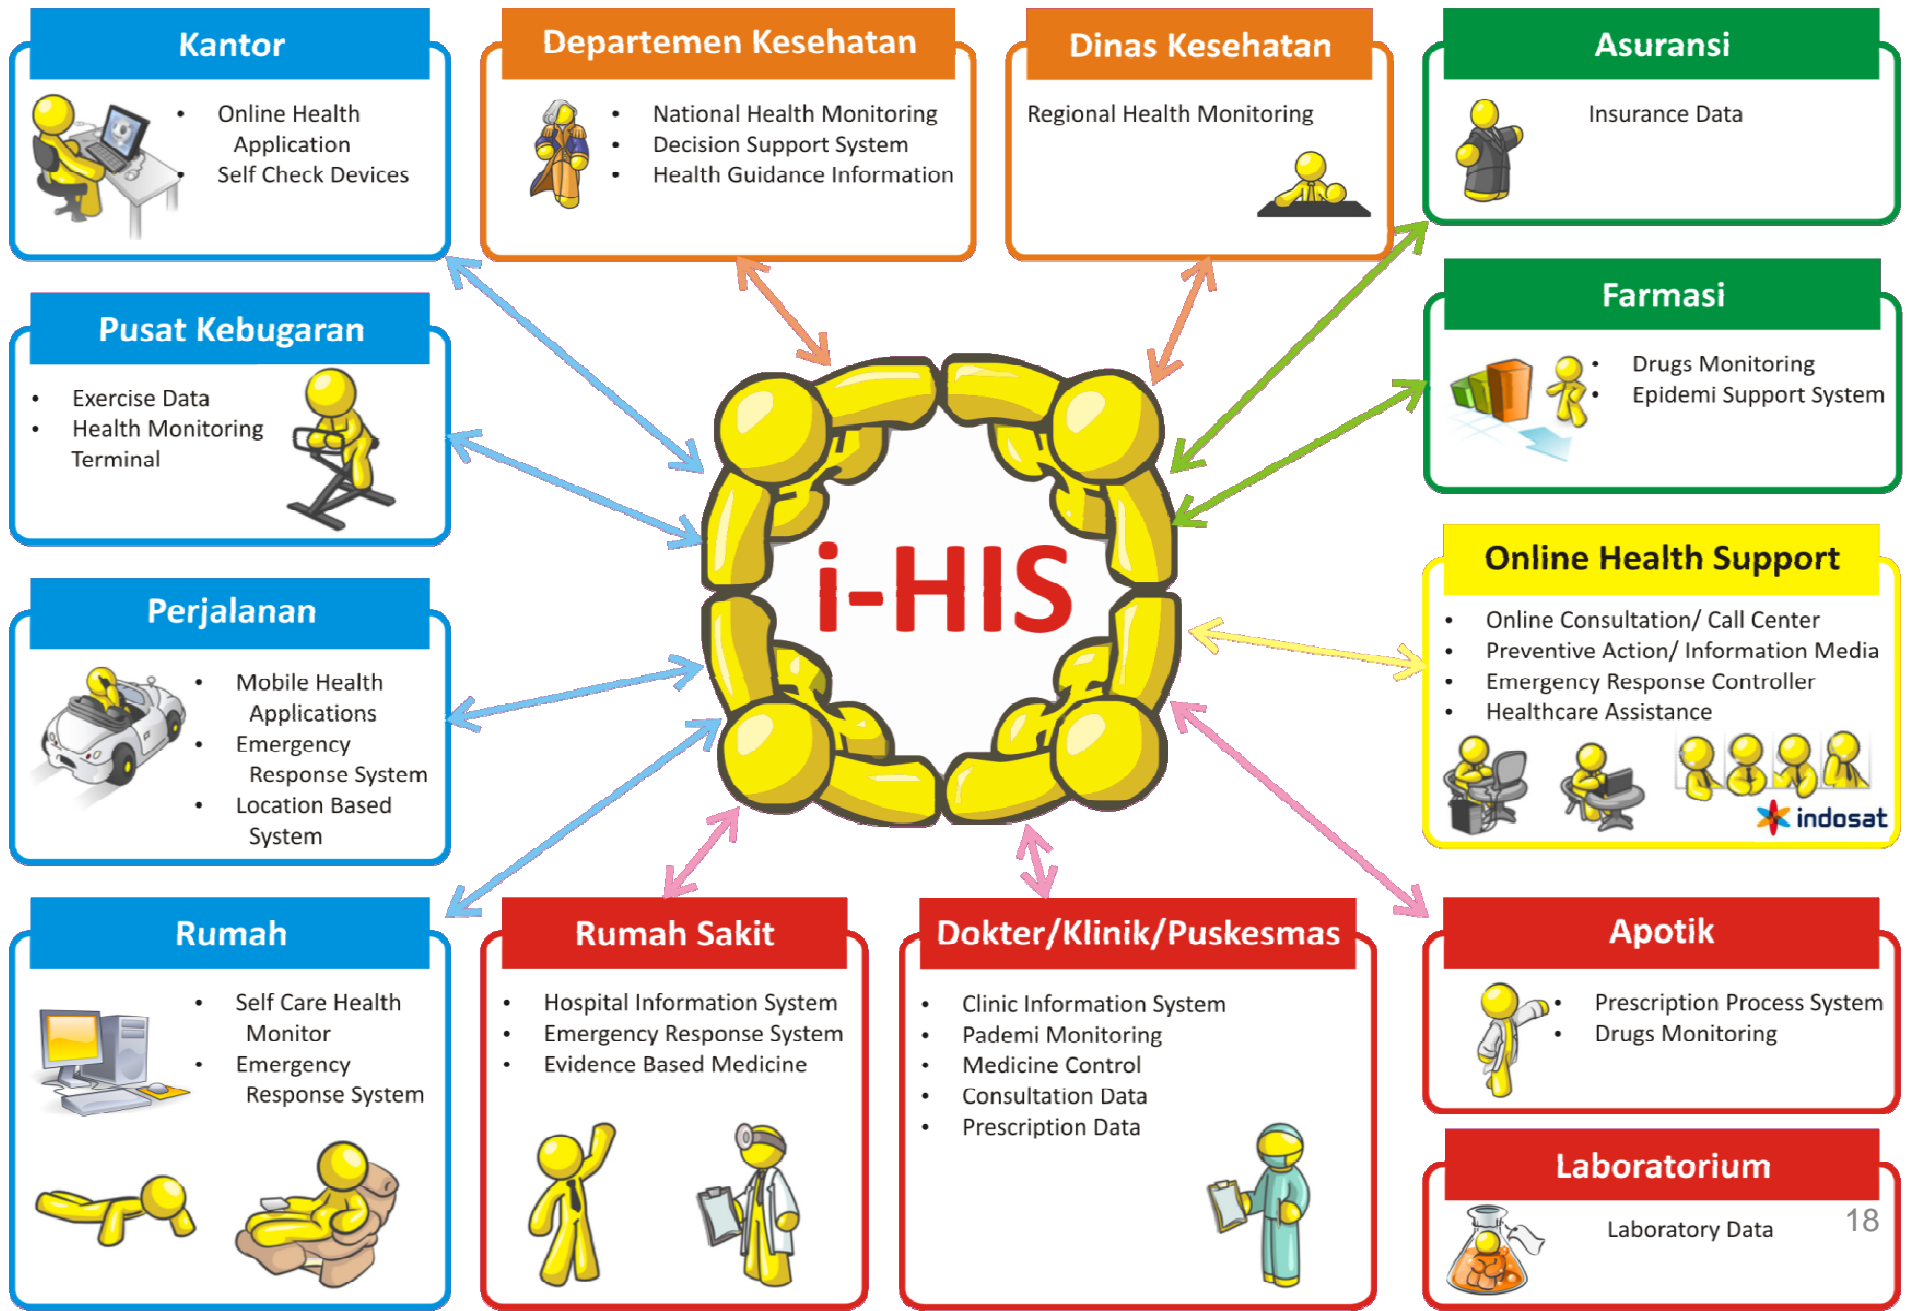 Kantor
• Online Health
Application
• Self Check Devices
Departemen Kesehatan
• National Health Monitoring
• Decision Support System
• Health Guidance Information
Dinas Kesehatan
Regional Health Monitoring
Asuransi
Insurance Data
Pusat Kebugaran
• Exercise Data
• Health Monitoring
Terminal
Farmasi
• Drugs Monitoring
• Epidemi Support System
i-HIS
Perjalanan
• Mobile Health
Applications
• Emergency
Response System
• Location Based
System
Online Health Support
• Online Consultation/ Call Center
• Preventive Action/ Information Media
• Emergency Response Controller
• Healthcare Assistance
indosat
Rumah
• Self Care Health
Monitor
• Emergency
Response System
Rumah Sakit
• Hospital Information System
• Emergency Response System
• Evidence Based Medicine
Dokter/Klinik/Puskesmas
• Clinic Information System
• Pademi Monitoring
• Medicine Control
• Consultation Data
• Prescription Data
Apotik
• Prescription Process System
• Drugs Monitoring
Laboratorium
Laboratory Data
18